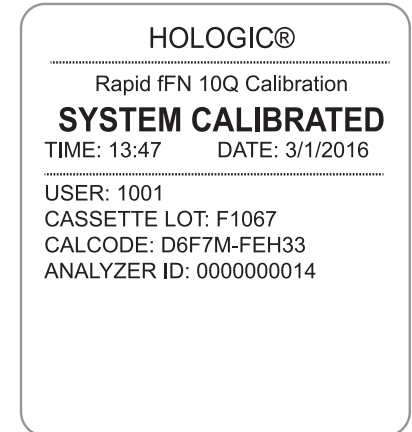 HOLOGIC®
Rapid fFN 10Q Calibration
SYSTEM CALIBRATED
TIME: 13:47 DATE: 3/1/2016
USER: 1001
CASSETTE LOT: F1067
CALCODE: D6F7M-FEH33
ANALYZER ID: 0000000014